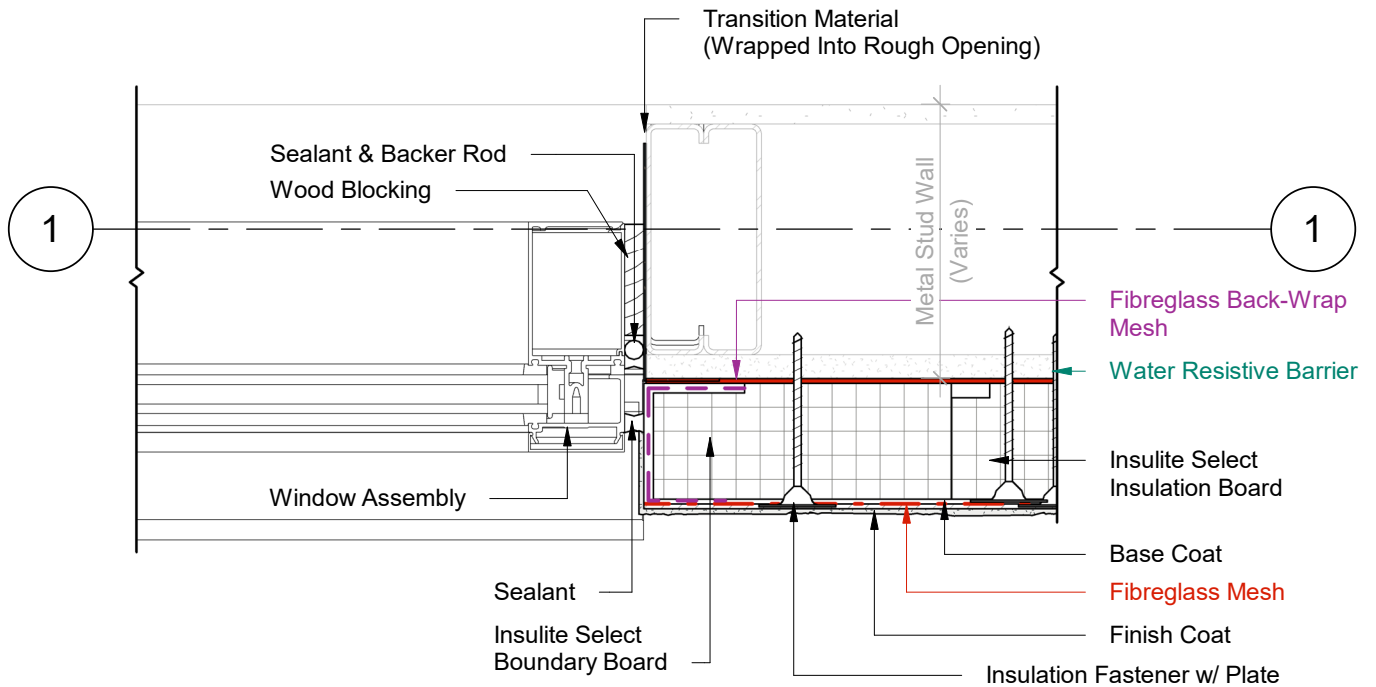 Transition Material
(Wrapped Into Rough Opening)
Sealant & Backer Rod
Wood Blocking
1
1
Metal Stud Wall
(Varies)
Fibreglass Back-Wrap
Mesh
Water Resistive Barrier
Insulite Select
Insulation Board
Window Assembly
Base Coat
Sealant
Fibreglass Mesh
Insulite Select
Boundary Board
Finish Coat
Insulation Fastener w/ Plate